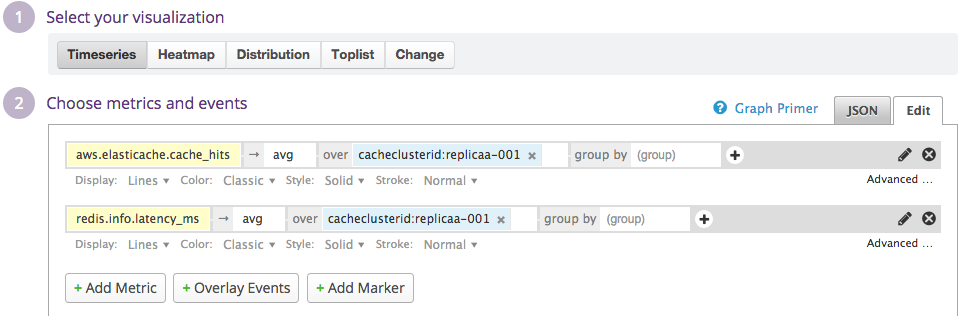 1 Select your visualization
Timeseries Heatmap Distribution Toplist Change
2 Choose metrics and events
? Graph Primer JSON Edit
aws.elasticache.cache_hits → avg over cacheclusterid:replicaa-001 × group by (group) +
Display: Lines ▾ Color: Classic ▾ Style: Solid ▾ Stroke: Normal ▾ Advanced ...
redis.info.latency_ms → avg over cacheclusterid:replicaa-001 × group by (group) +
Display: Lines ▾ Color: Classic ▾ Style: Solid ▾ Stroke: Normal ▾ Advanced ...
+ Add Metric + Overlay Events + Add Marker